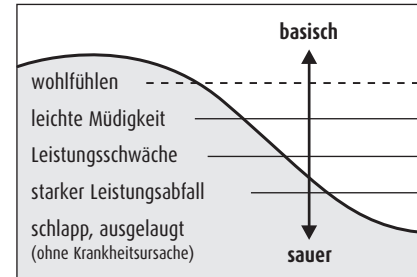 basisch
wohlfühlen
leichte Müdigkeit
Leistungsschwäche
starker Leistungsabfall
schlapp, ausgelaugt
(ohne Krankheitsursache)
sauer